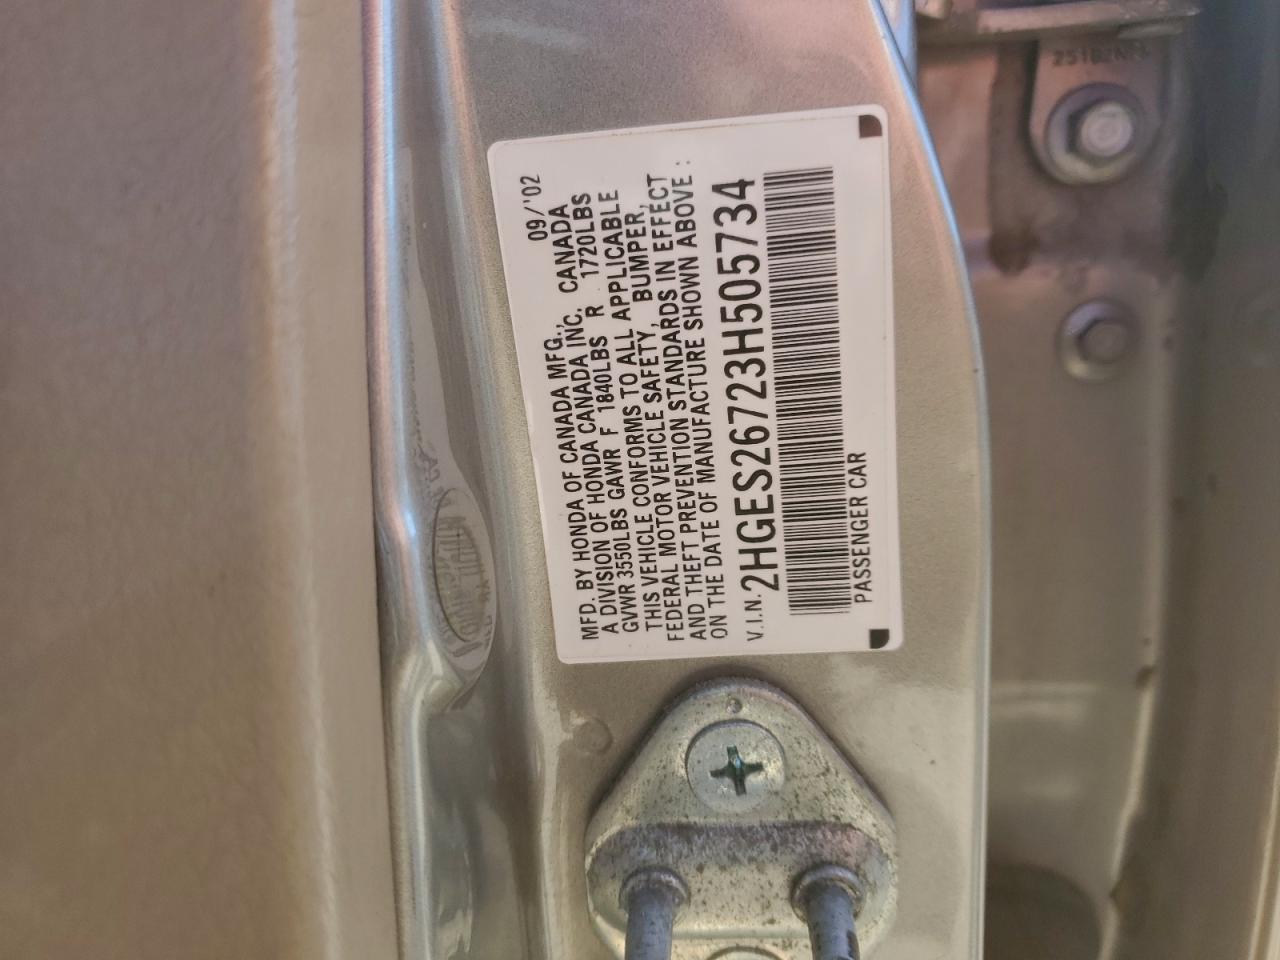 09/'02
MFD. BY HONDA OF CANADA MFG., CANADA
A DIVISION OF HONDA CANADA INC.
GVWR 3550LBS GAWR F 1840LBS R 1720LBS
THIS VEHICLE CONFORMS TO ALL APPLICABLE
FEDERAL MOTOR VEHICLE SAFETY, BUMPER,
AND THEFT PREVENTION STANDARDS IN EFFECT
ON THE DATE OF MANUFACTURE SHOWN ABOVE :
V.I.N. 2HGES26723H505734
PASSENGER CAR